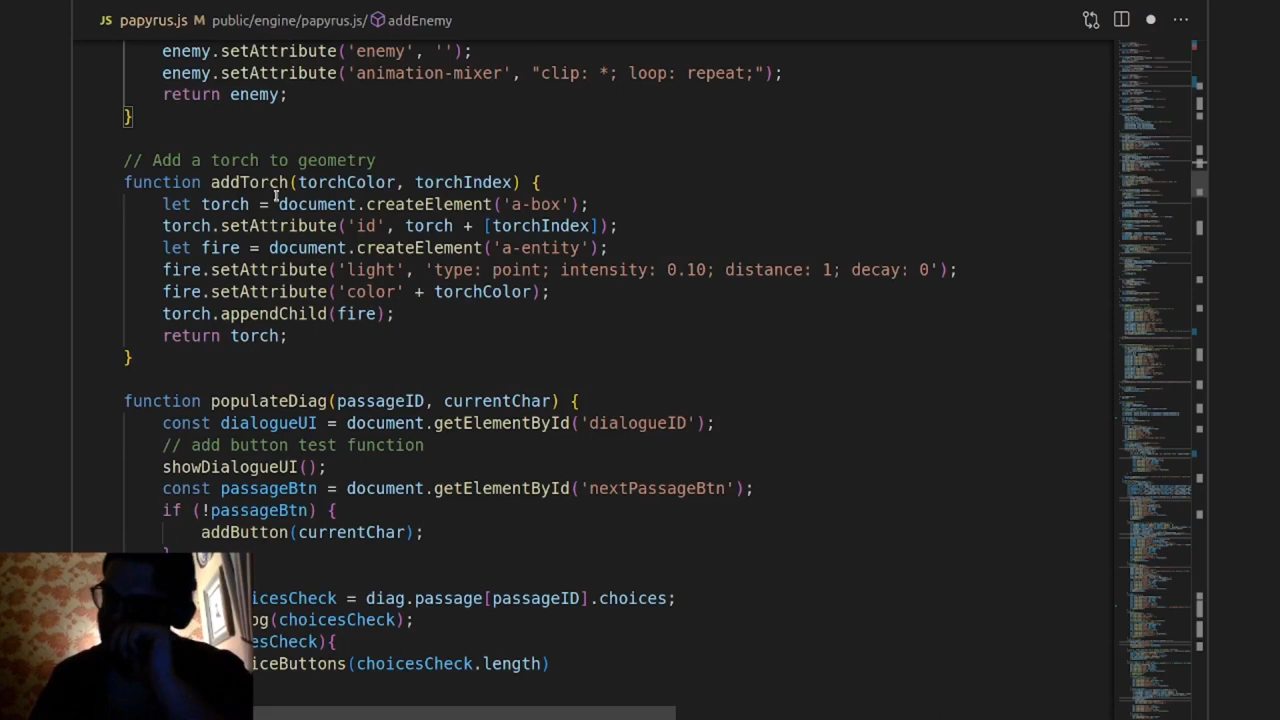 JS papyrus.js M public/engine/papyrus.js/ addEnemy
enemy.setAttribute('enemy', '');
enemy.setAttribute('animation-mixer', "clip: *; loop: repeat;");
return enemy;
}
// Add a torch to geometry
function addTorch(torchColor, torchIndex) {
let torch = document.createElement('a-box');
torch.setAttribute('id', torch + [torchIndex]);
let fire = document.createElement('a-entity');
fire.setAttribute('light', 'type: point; intensity: 0.10; distance: 1; decay: 0');
fire.setAttribute('color' + torchColor);
torch.appendChild(fire);
return torch;
}
function populateDiag(passageID, currentChar) {
const dialogueUI = document.getElementById('dialogueID');
// add button test function
showDialogueUI();
const passageBtn = document.getElementById('nextPassageBtn');
if (!passageBtn) {
addButton(currentChar);
}
icesCheck = diag.passage[passageID].choices;
og(choicesCheck);
esCheck){
iceButtons(choicesCheck.length)